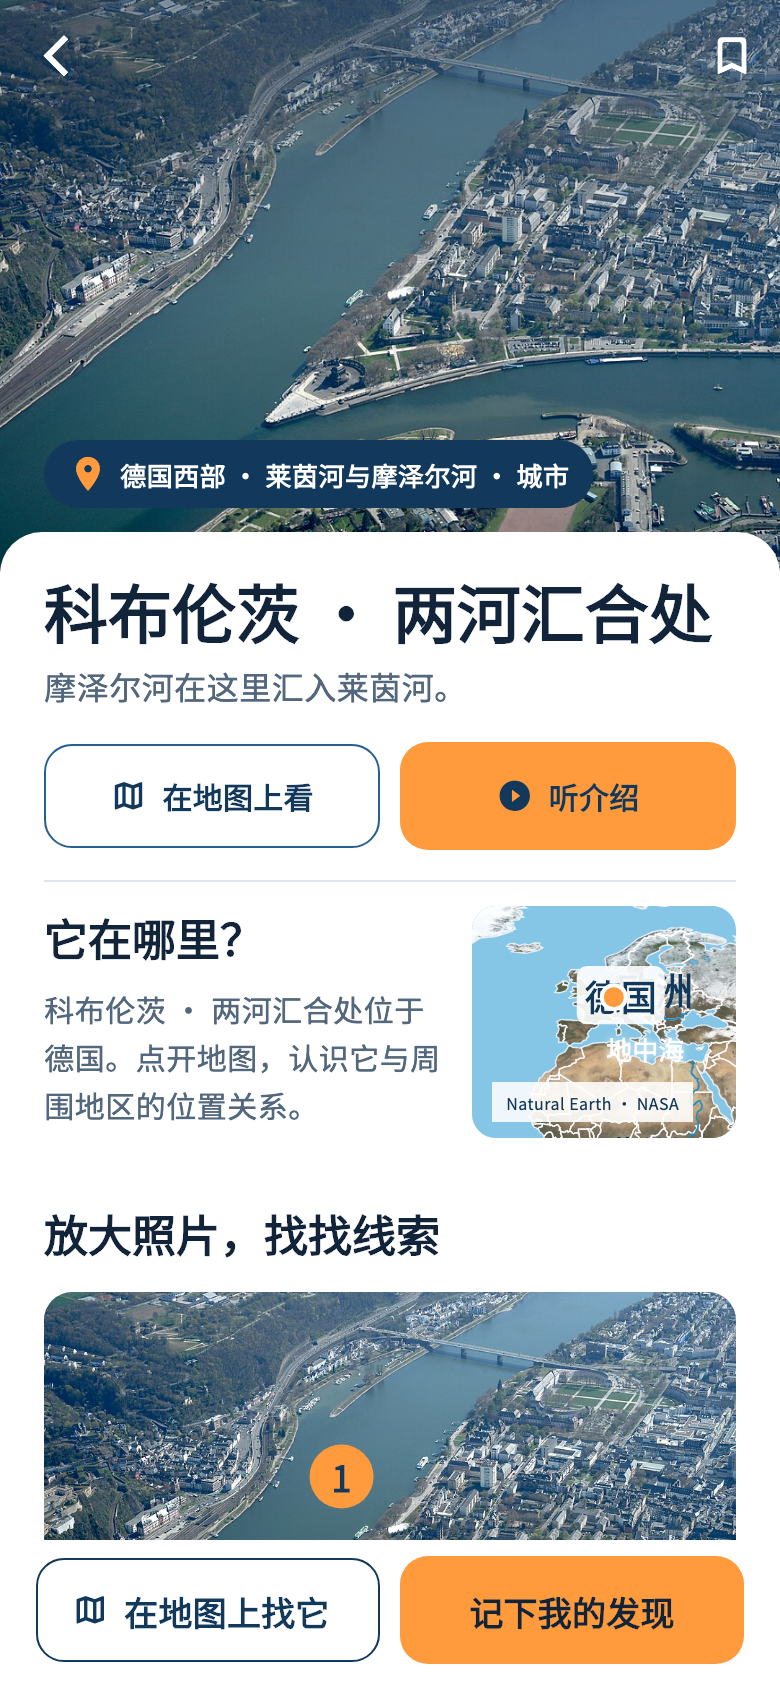 德国西部 · 莱茵河与摩泽尔河 · 城市
科布伦茨 · 两河汇合处
摩泽尔河在这里汇入莱茵河。
在地图上看
听介绍
它在哪里?
科布伦茨 · 两河汇合处位于
德国。点开地图，认识它与周
围地区的位置关系。
德国
州
地中海
Natural Earth · NASA
放大照片，找找线索
1
在地图上找它
记下我的发现